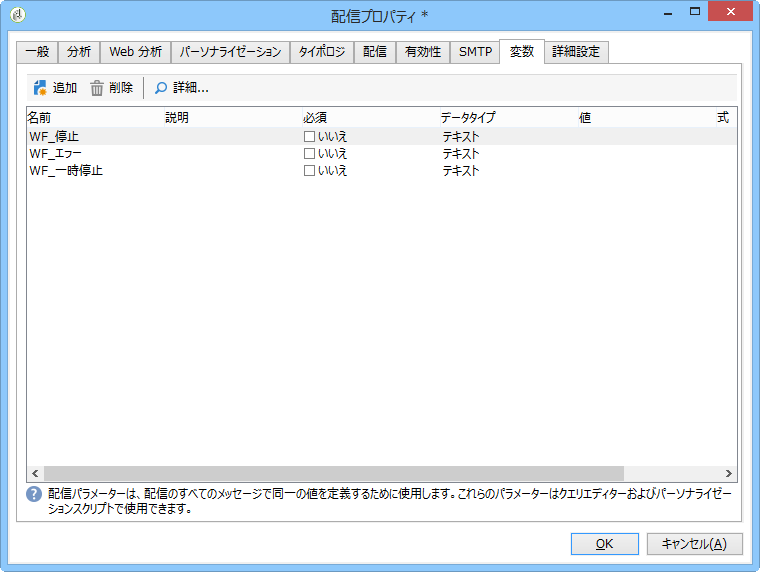 配信プロパティ *
一般 分析 Web 分析 パーソナライゼーション タイポロジ 配信 有効性 SMTP 変数 詳細設定
追加 削除 詳細...
名前 説明 必須 データタイプ 値 式
WF_停止 いいえ テキスト
WF_エラー いいえ テキスト
WF_一時停止 いいえ テキスト
配信パラメーターは、配信のすべてのメッセージで同一の値を定義するために使用します。これらのパラメーターはクエリエディターおよびパーソナライゼー
ションスクリプトで使用できます。
OK キャンセル(A)